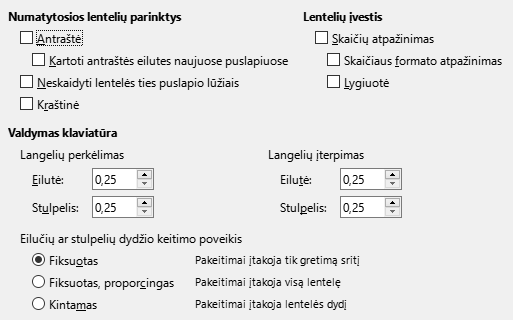 Numatytosios lentelių parinktys
Antraštė
Kartoti antraštės eilutes naujuose puslapiuose
Neskaidyti lentelės ties puslapio lūžiais
Kraštinė
Lentelių įvestis
Skaičių atpažinimas
Skaičiaus formato atpažinimas
Lygiuotė
Valdymas klaviatūra
Langelių perkėlimas
Eilutė: 0,25
Stulpelis: 0,25
Langelių įterpimas
Eilutė: 0,25
Stulpelis: 0,25
Eilučių ar stulpelių dydžio keitimo poveikis
Fiksuotas Pakeitimai įtakoja tik gretimą sritį
Fiksuotas, proporcingas Pakeitimai įtakoja visą lentelę
Kintamas Pakeitimai įtakoja lentelės dydį